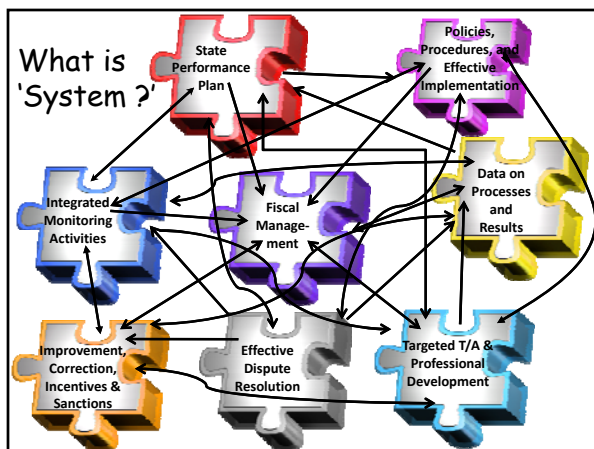 What is
‘System ?’
State
Performance
Plan
Policies,
Procedures, and
Effective
Implementation
Integrated
Monitoring
Activities
Fiscal
Manage-
ment
Data on
Processes
and
Results
Improvement,
Correction,
Incentives &
Sanctions
Effective
Dispute
Resolution
Targeted T/A &
Professional
Development